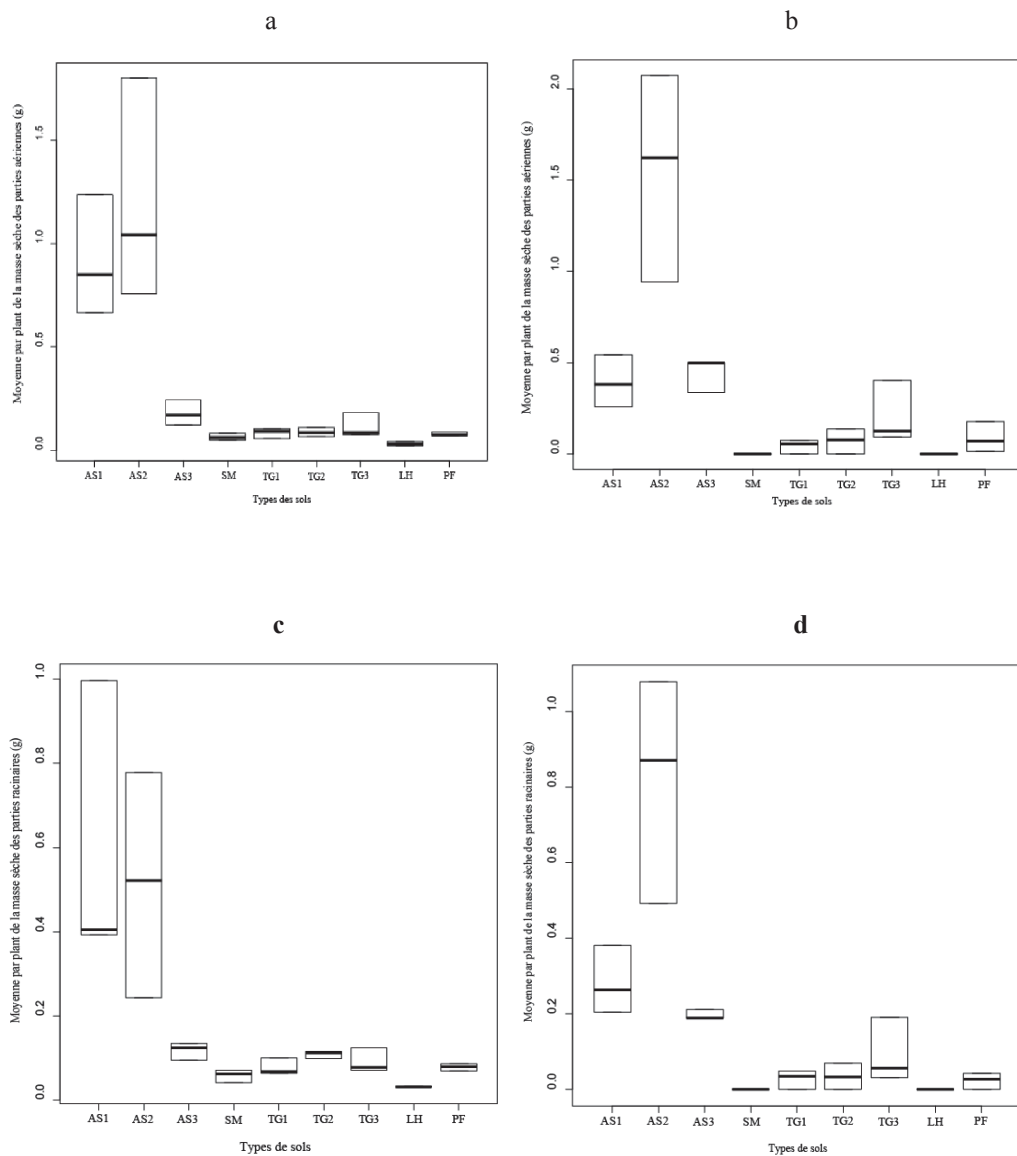 a
Moyenne par plant de la masse sèche des parties aériennes (g)
1.5
1.0
0.5
0.0
AS1 AS2 AS3 SM TG1 TG2 TG3 LH PF
Types des sols
b
Moyenne par plant de la masse sèche des parties aériennes (g)
2.0
1.5
1.0
0.5
0.0
AS1 AS2 AS3 SM TG1 TG2 TG3 LH PF
Types de sols
c
Moyenne par plant de la masse sèche des parties racinaires (g)
1.0
0.8
0.6
0.4
0.2
0.0
AS1 AS2 AS3 SM TG1 TG2 TG3 LH PF
Types de sols
d
Moyenne par plant de la masse sèche des parties racinaires (g)
1.0
0.8
0.6
0.4
0.2
0.0
AS1 AS2 AS3 SM TG1 TG2 TG3 LH PF
Types de sols